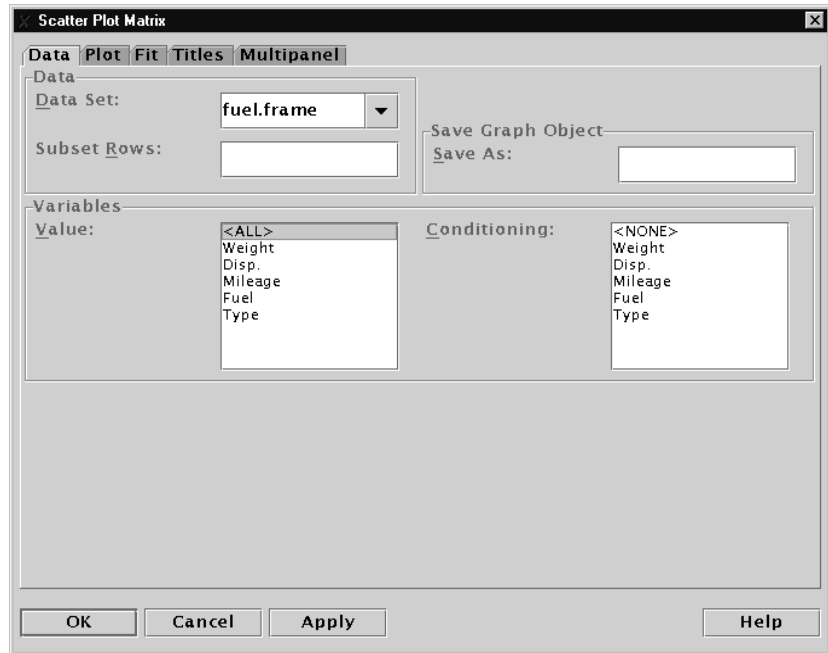 Scatter Plot Matrix
Data Plot Fit Titles Multipanel
Data
Data Set:
fuel.frame
Subset Rows:
Save Graph Object
Save As:
Variables
Value:
<ALL>
Weight
Disp.
Mileage
Fuel
Type
Conditioning:
<NONE>
Weight
Disp.
Mileage
Fuel
Type
OK Cancel Apply Help